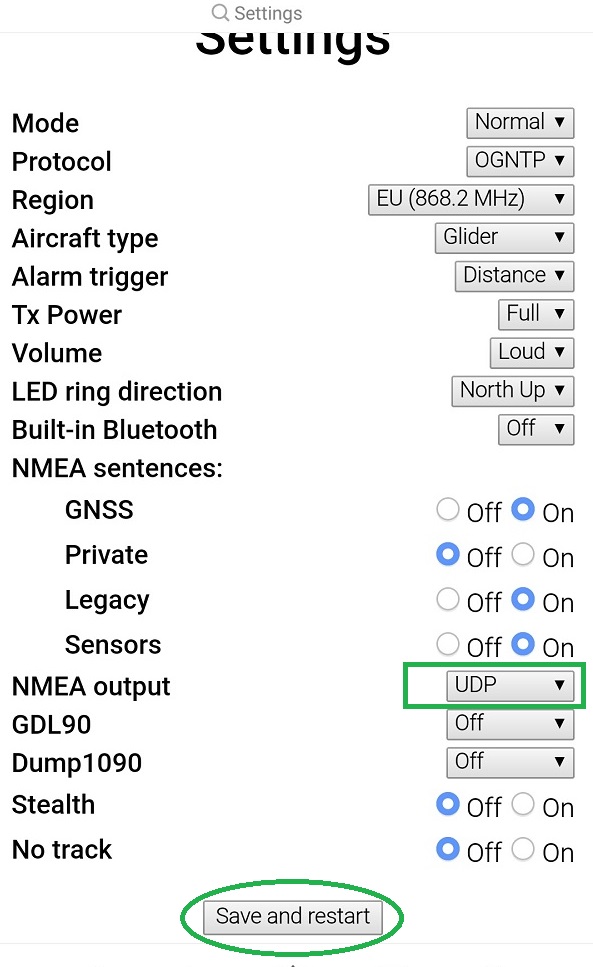 Settings
Settings
Mode Normal
Protocol OGNTP
Region EU (868.2 MHz)
Aircraft type Glider
Alarm trigger Distance
Tx Power Full
Volume Loud
LED ring direction North Up
Built-in Bluetooth Off
NMEA sentences:
GNSS Off On
Private Off On
Legacy Off On
Sensors Off On
NMEA output UDP
GDL90 Off
Dump1090 Off
Stealth Off On
No track Off On
Save and restart